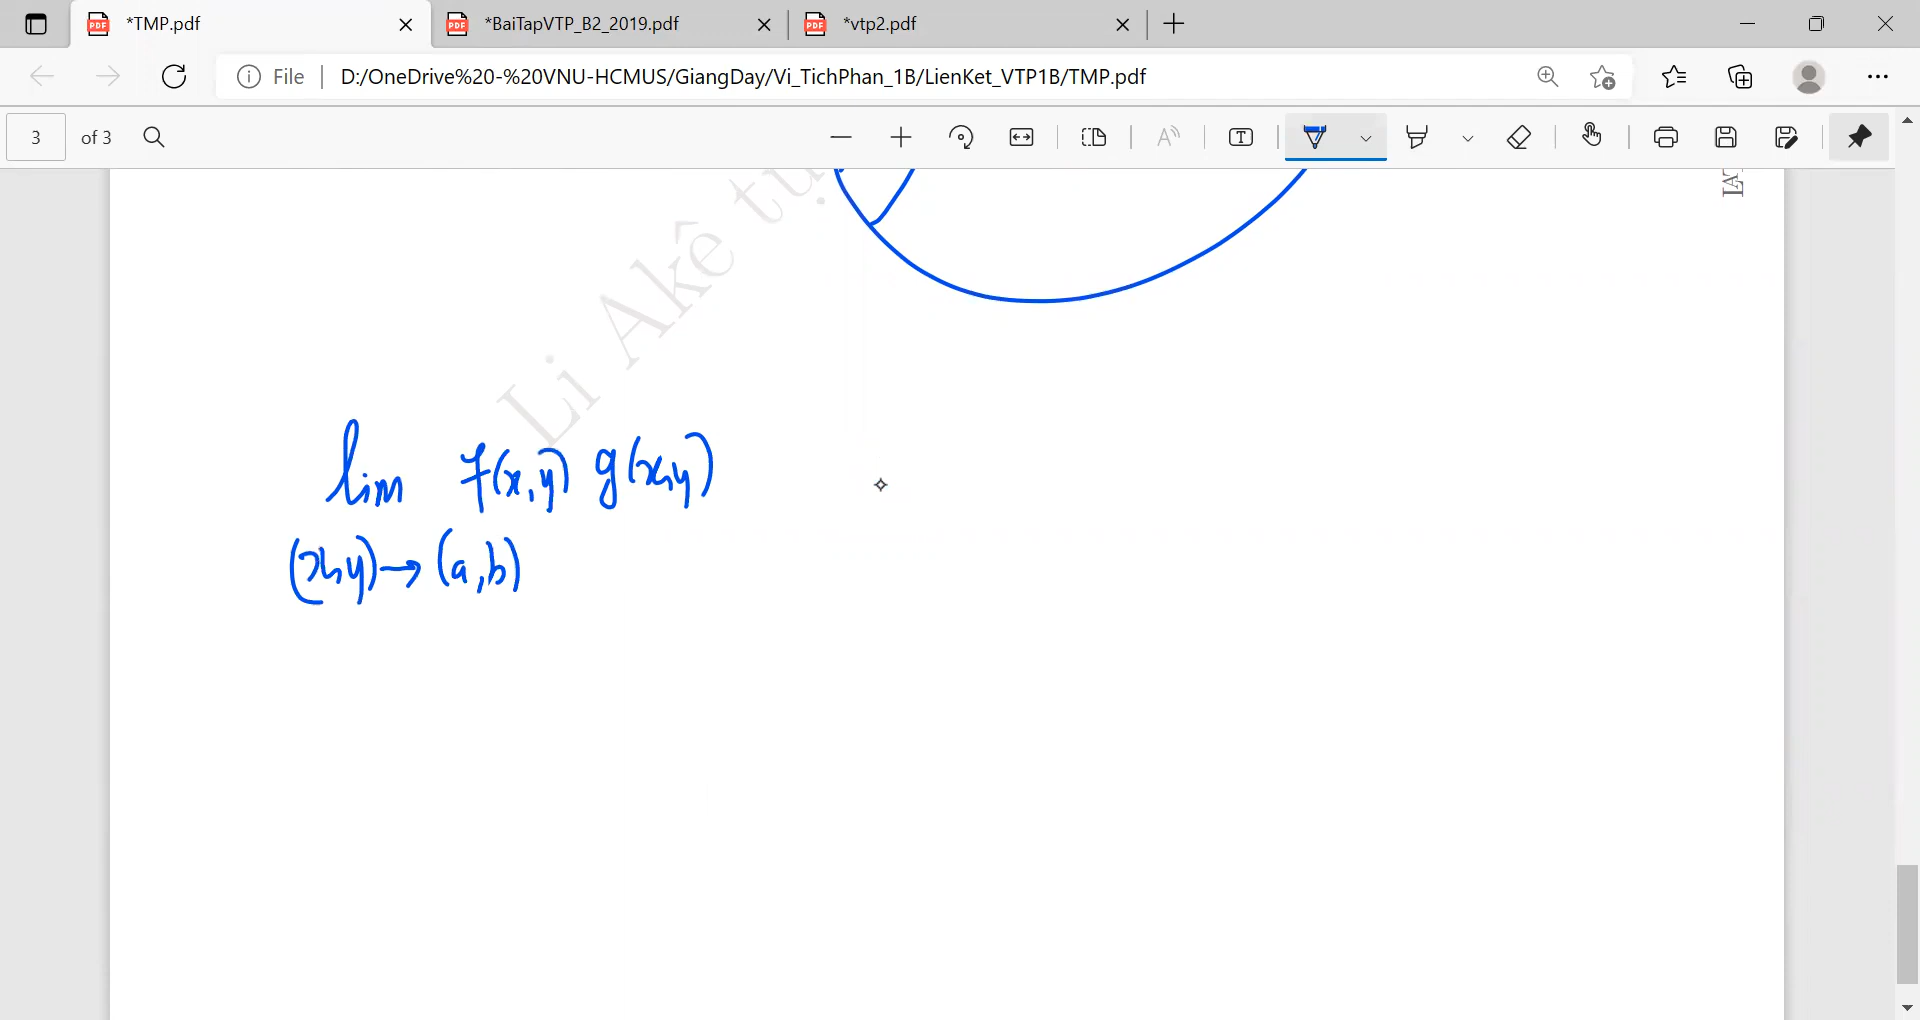 *TMP.pdf *BaiTapVTP_B2_2019.pdf *vtp2.pdf
File D:/OneDrive%20-%20VNU-HCMUS/GiangDay/Vi_TichPhan_1B/LienKet_VTP1B/TMP.pdf
3 of 3
Li Akê tự
lim f(x,y) g(x,y)
(x,y)→(a,b)